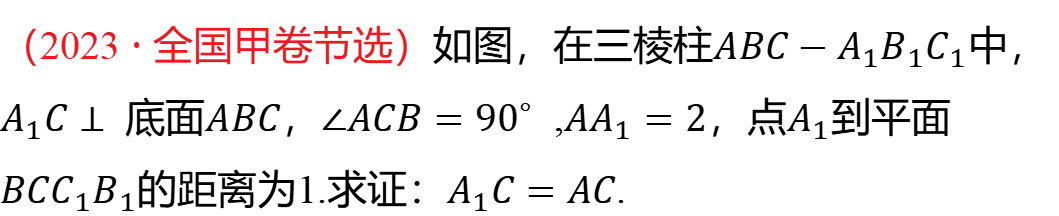 （2023·全国甲卷节选）如图，在三棱柱ABC − A₁B₁C₁中，
A₁C ⊥ 底面ABC，∠ACB = 90° ,AA₁ = 2，点A₁到平面
BCC₁B₁的距离为1.求证：A₁C = AC.